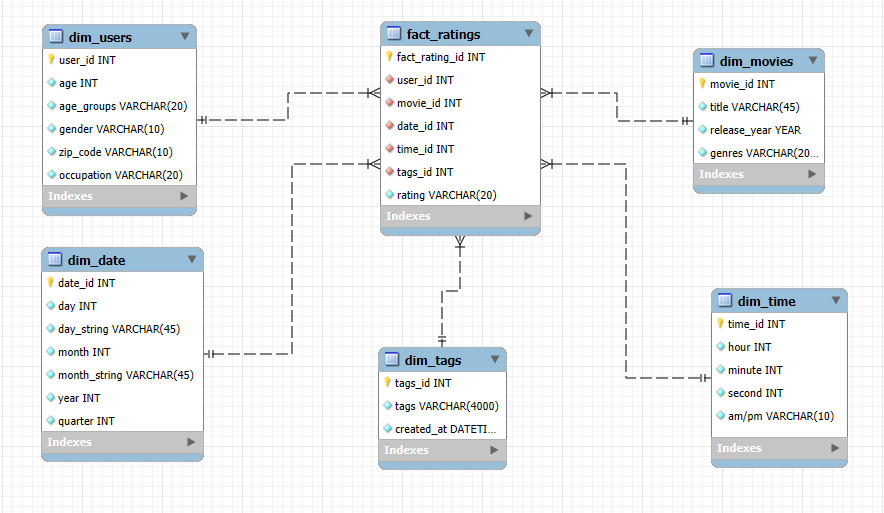 dim_users
user_id INT
age INT
age_groups VARCHAR(20)
gender VARCHAR(10)
zip_code VARCHAR(10)
occupation VARCHAR(20)
Indexes
fact_ratings
fact_rating_id INT
user_id INT
movie_id INT
date_id INT
time_id INT
tags_id INT
rating VARCHAR(20)
Indexes
dim_movies
movie_id INT
title VARCHAR(45)
release_year YEAR
genres VARCHAR(20...
Indexes
dim_date
date_id INT
day INT
day_string VARCHAR(45)
month INT
month_string VARCHAR(45)
year INT
quarter INT
Indexes
dim_tags
tags_id INT
tags VARCHAR(4000)
created_at DATETI...
Indexes
dim_time
time_id INT
hour INT
minute INT
second INT
am/pm VARCHAR(10)
Indexes